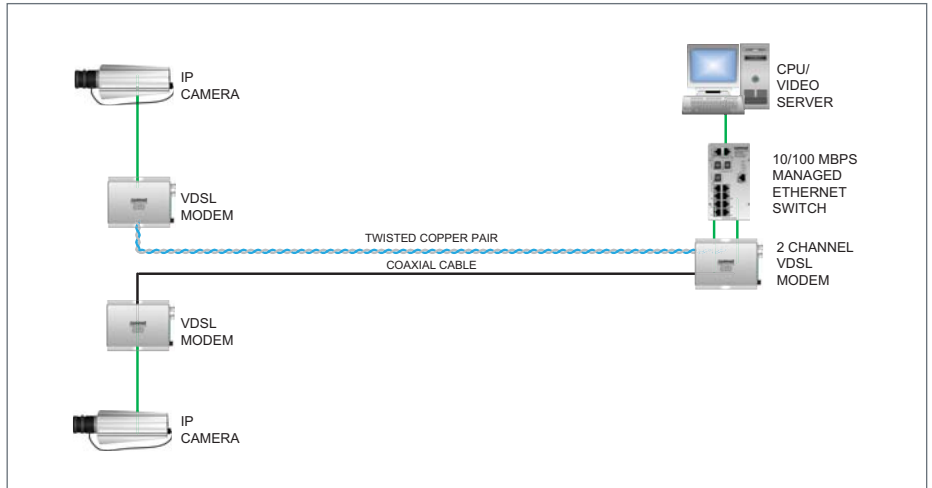 IP
CAMERA
CPU/
VIDEO
SERVER
10/100 MBPS
MANAGED
ETHERNET
SWITCH
VDSL
MODEM
TWISTED COPPER PAIR
COAXIAL CABLE
2 CHANNEL
VDSL
MODEM
VDSL
MODEM
IP
CAMERA